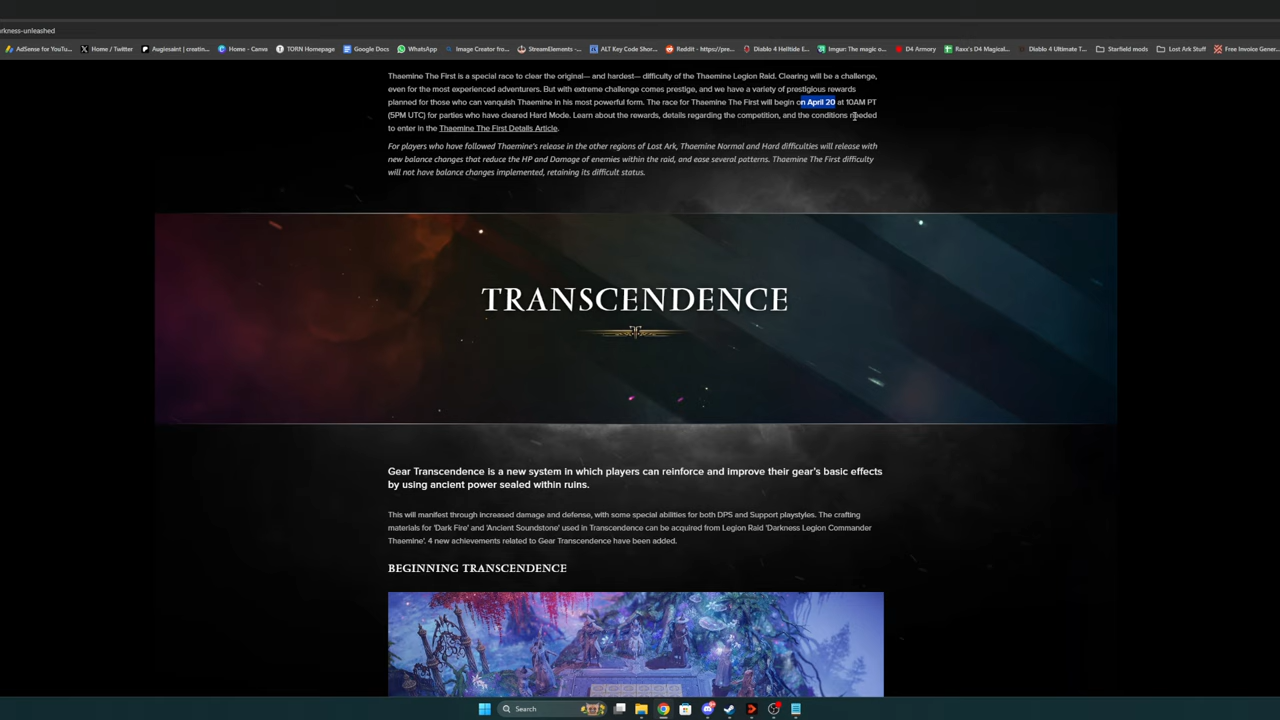 rkness-unleashed
AdSense for YouTu... Home / Twitter Augiesaint | creatin... Home - Canva TORN Homepage Google Docs WhatsApp Image Creator fro... StreamElements -... ALT Key Code Shor... Reddit - https://pre... Diablo 4 Helltide E... Imgur: The magic o... D4 Armory Raxx's D4 Magical... Diablo 4 Ultimate T... Starfield mods Lost Ark Stuff Free Invoice Gener...
Thaemine The First is a special race to clear the original— and hardest— difficulty of the Thaemine Legion Raid. Clearing will be a challenge,
even for the most experienced adventurers. But with extreme challenge comes prestige, and we have a variety of prestigious rewards
planned for those who can vanquish Thaemine in his most powerful form. The race for Thaemine The First will begin on April 20 at 10AM PT
(5PM UTC) for parties who have cleared Hard Mode. Learn about the rewards, details regarding the competition, and the conditions needed
to enter in the Thaemine The First Details Article.
For players who have followed Thaemine's release in the other regions of Lost Ark, Thaemine Normal and Hard difficulties will release with
new balance changes that reduce the HP and Damage of enemies within the raid, and ease several patterns. Thaemine The First difficulty
will not have balance changes implemented, retaining its difficult status.
TRANSCENDENCE
Gear Transcendence is a new system in which players can reinforce and improve their gear's basic effects
by using ancient power sealed within ruins.
This will manifest through increased damage and defense, with some special abilities for both DPS and Support playstyles. The crafting
materials for 'Dark Fire' and 'Ancient Soundstone' used in Transcendence can be acquired from Legion Raid 'Darkness Legion Commander
Thaemine'. 4 new achievements related to Gear Transcendence have been added.
BEGINNING TRANSCENDENCE
Search